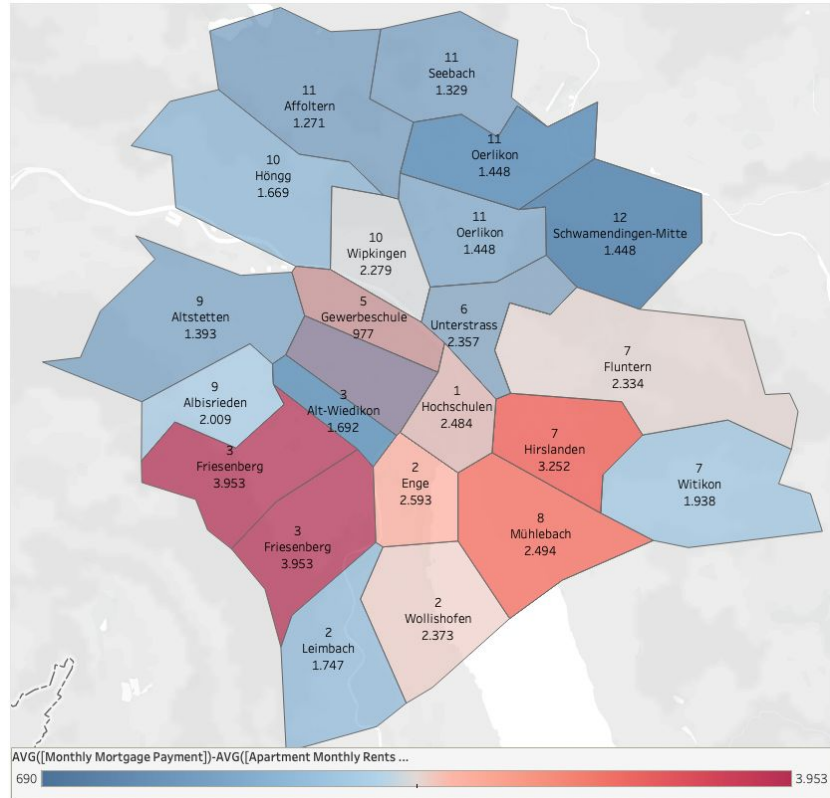 11
Seebach
1.329
11
Affoltern
1.271
11
Oerlikon
1.448
10
Höngg
1.669
12
Schwamendingen-Mitte
1.448
11
Oerlikon
1.448
10
Wipkingen
2.279
9
Altstetten
1.393
5
Gewerbeschule
977
6
Unterstrass
2.357
7
Fluntern
2.334
9
Albisrieden
2.009
3
Alt-Wiedikon
1.692
1
Hochschulen
2.484
7
Hirslanden
3.252
3
Friesenberg
3.953
2
Enge
2.593
7
Witikon
1.938
8
Mühlebach
2.494
3
Friesenberg
3.953
2
Wollishofen
2.373
2
Leimbach
1.747
AVG([Monthly Mortgage Payment])-AVG([Apartment Monthly Rents ...
690
3.953